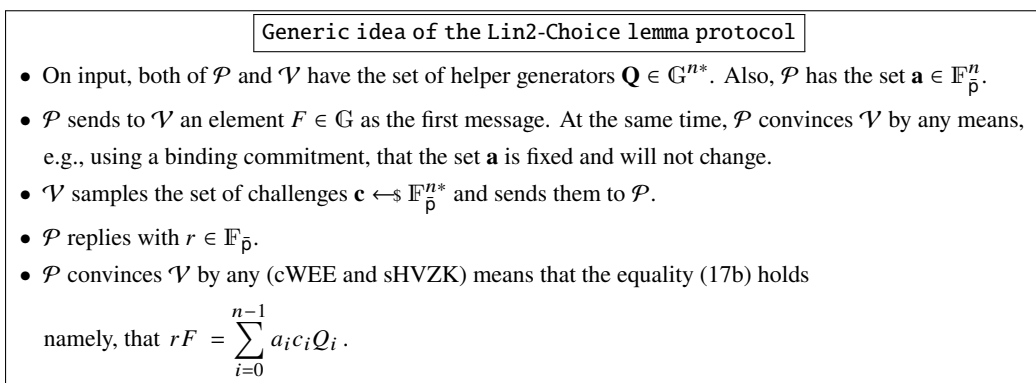 Generic idea of the Lin2-Choice lemma protocol
• On input, both of 𝒫 and 𝒱 have the set of helper generators 𝐐 ∈ 𝔾ⁿ*. Also, 𝒫 has the set 𝐚 ∈ 𝔽ⁿ_p̄.
• 𝒫 sends to 𝒱 an element F ∈ 𝔾 as the first message. At the same time, 𝒫 convinces 𝒱 by any means,
e.g., using a binding commitment, that the set 𝐚 is fixed and will not change.
• 𝒱 samples the set of challenges 𝐜 ←$ 𝔽ⁿ*_p̄ and sends them to 𝒫.
• 𝒫 replies with r ∈ 𝔽_p̄.
• 𝒫 convinces 𝒱 by any (cWEE and sHVZK) means that the equality (17b) holds
namely, that rF = ∑_{i=0}^{n−1} a_i c_i Q_i .